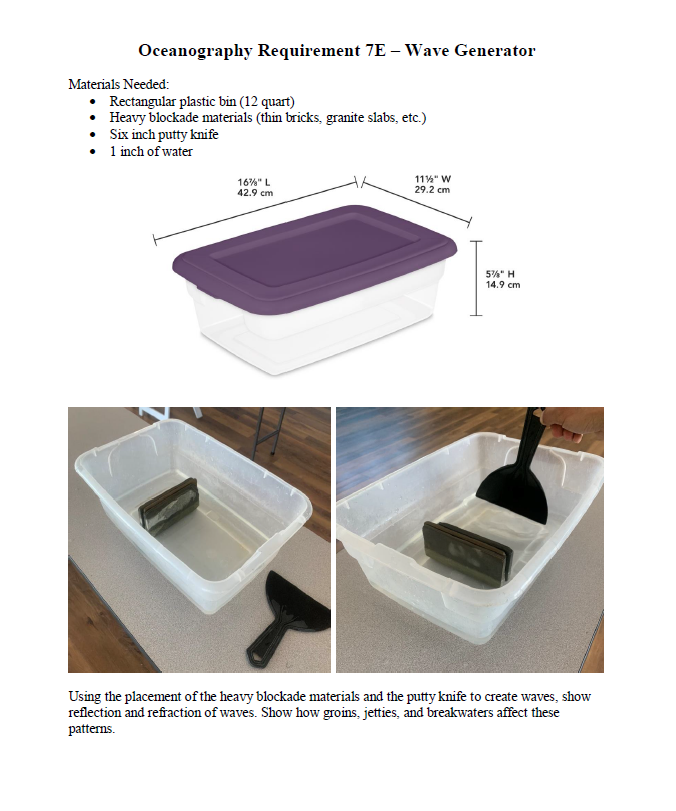 Oceanography Requirement 7E – Wave Generator
Materials Needed:
• Rectangular plastic bin (12 quart)
• Heavy blockade materials (thin bricks, granite slabs, etc.)
• Six inch putty knife
• 1 inch of water
16⅞" L
42.9 cm
11½" W
29.2 cm
5⅞" H
14.9 cm
Using the placement of the heavy blockade materials and the putty knife to create waves, show
reflection and refraction of waves. Show how groins, jetties, and breakwaters affect these
patterns.